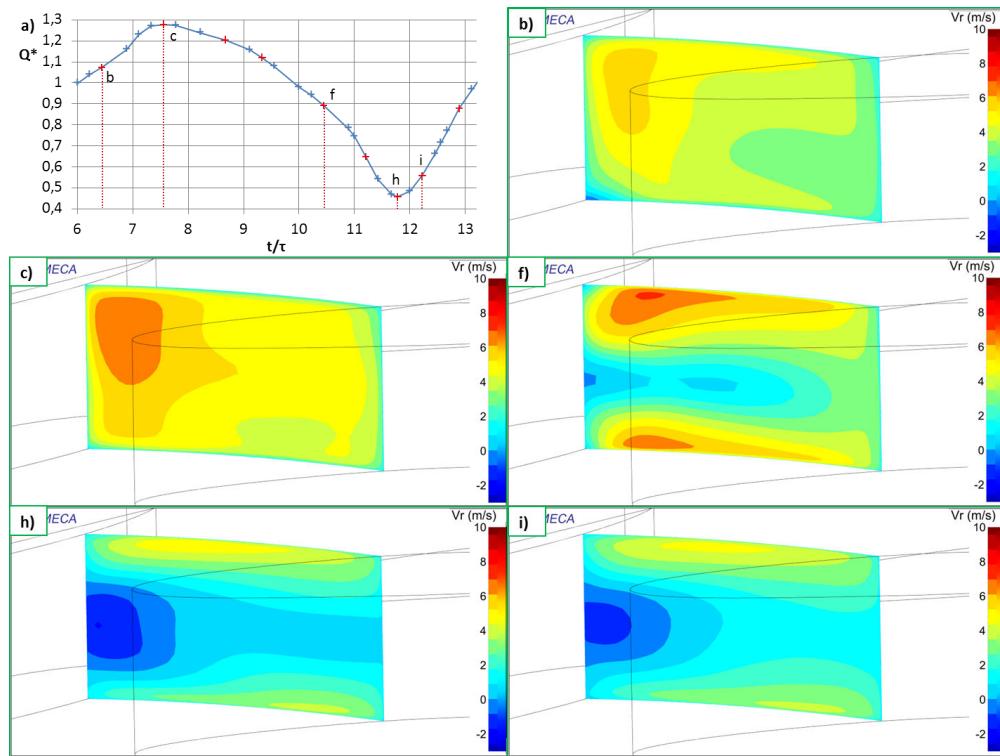 a)
Q*
1,3
1,2
1,1
1
0,9
0,8
0,7
0,6
0,5
0,4
b
c
f
h
i
6 7 8 9 10 11 12 13
t/τ
b) MECA
Vr (m/s)
10
8
6
4
2
0
-2
c) MECA
Vr (m/s)
10
8
6
4
2
0
-2
f) MECA
Vr (m/s)
10
8
6
4
2
0
-2
h) MECA
Vr (m/s)
10
8
6
4
2
0
-2
i) MECA
Vr (m/s)
10
8
6
4
2
0
-2